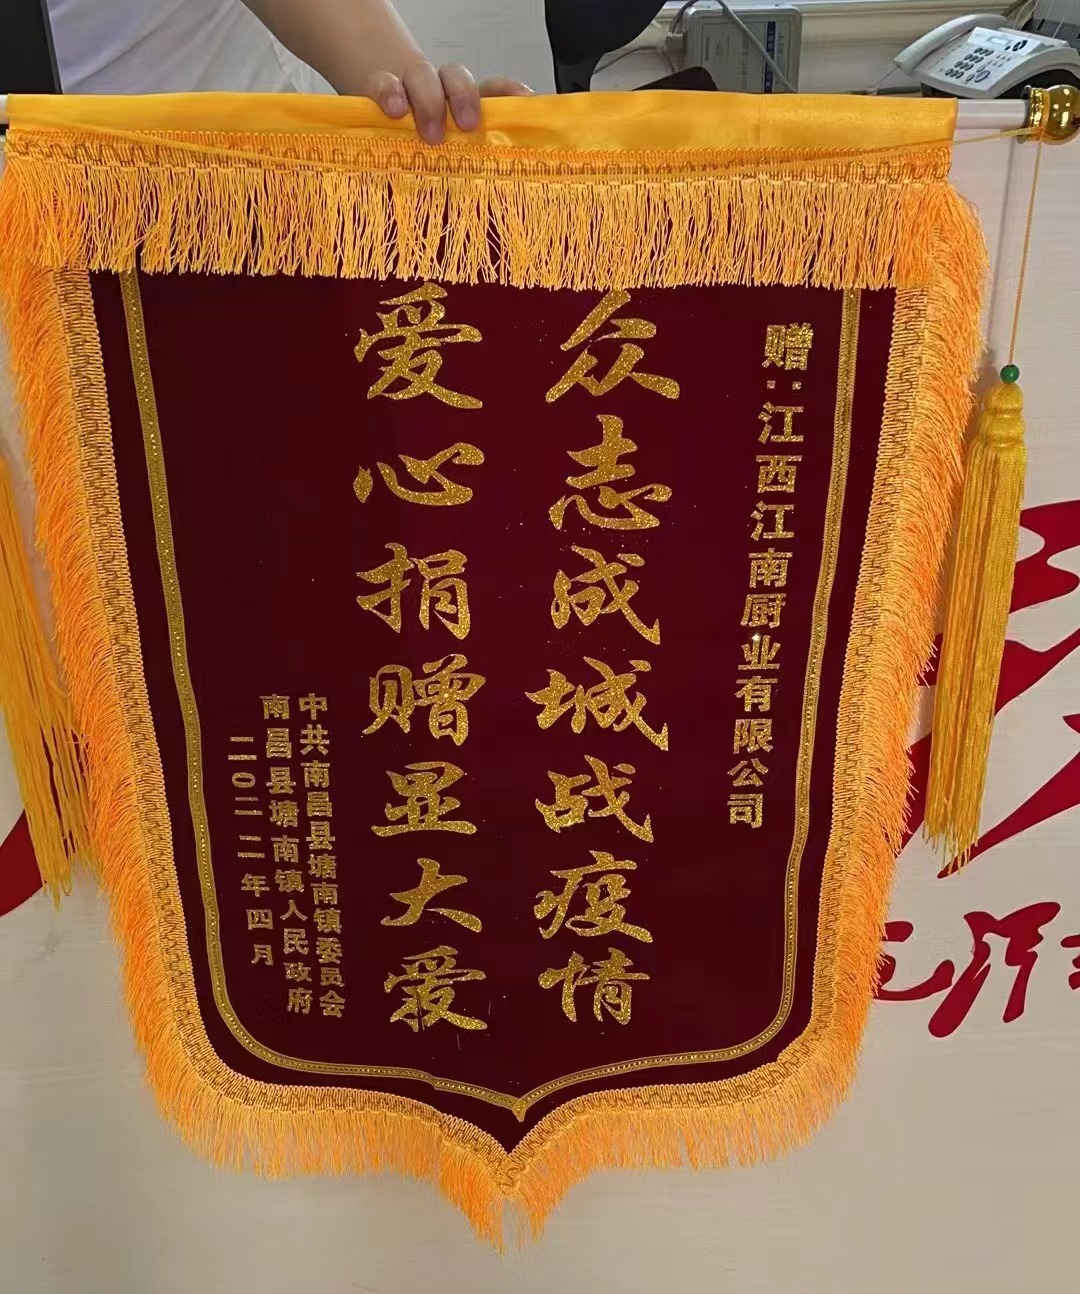 赠：江西江南厨业有限公司
众志成城战疫情
爱心捐赠显大爱
中共南昌县塘南镇委员会
南昌县塘南镇人民政府
二〇二二年四月